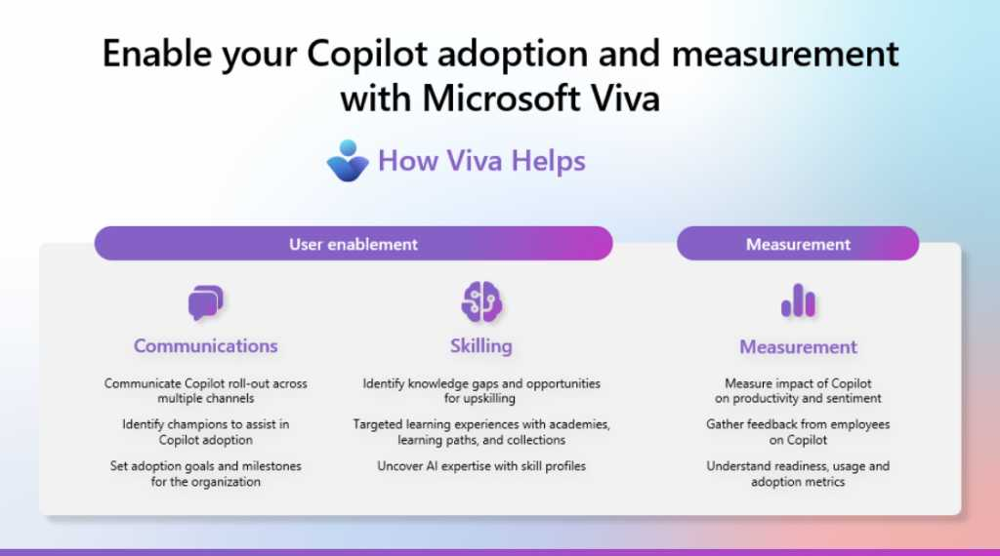 Enable your Copilot adoption and measurement
with Microsoft Viva
How Viva Helps
User enablement
Communications
Communicate Copilot roll-out across
multiple channels
Identify champions to assist in
Copilot adoption
Set adoption goals and milestones
for the organization
Skilling
Identify knowledge gaps and opportunities
for upskilling
Targeted learning experiences with academies,
learning paths, and collections
Uncover AI expertise with skill profiles
Measurement
Measurement
Measure impact of Copilot
on productivity and sentiment
Gather feedback from employees
on Copilot
Understand readiness, usage and
adoption metrics